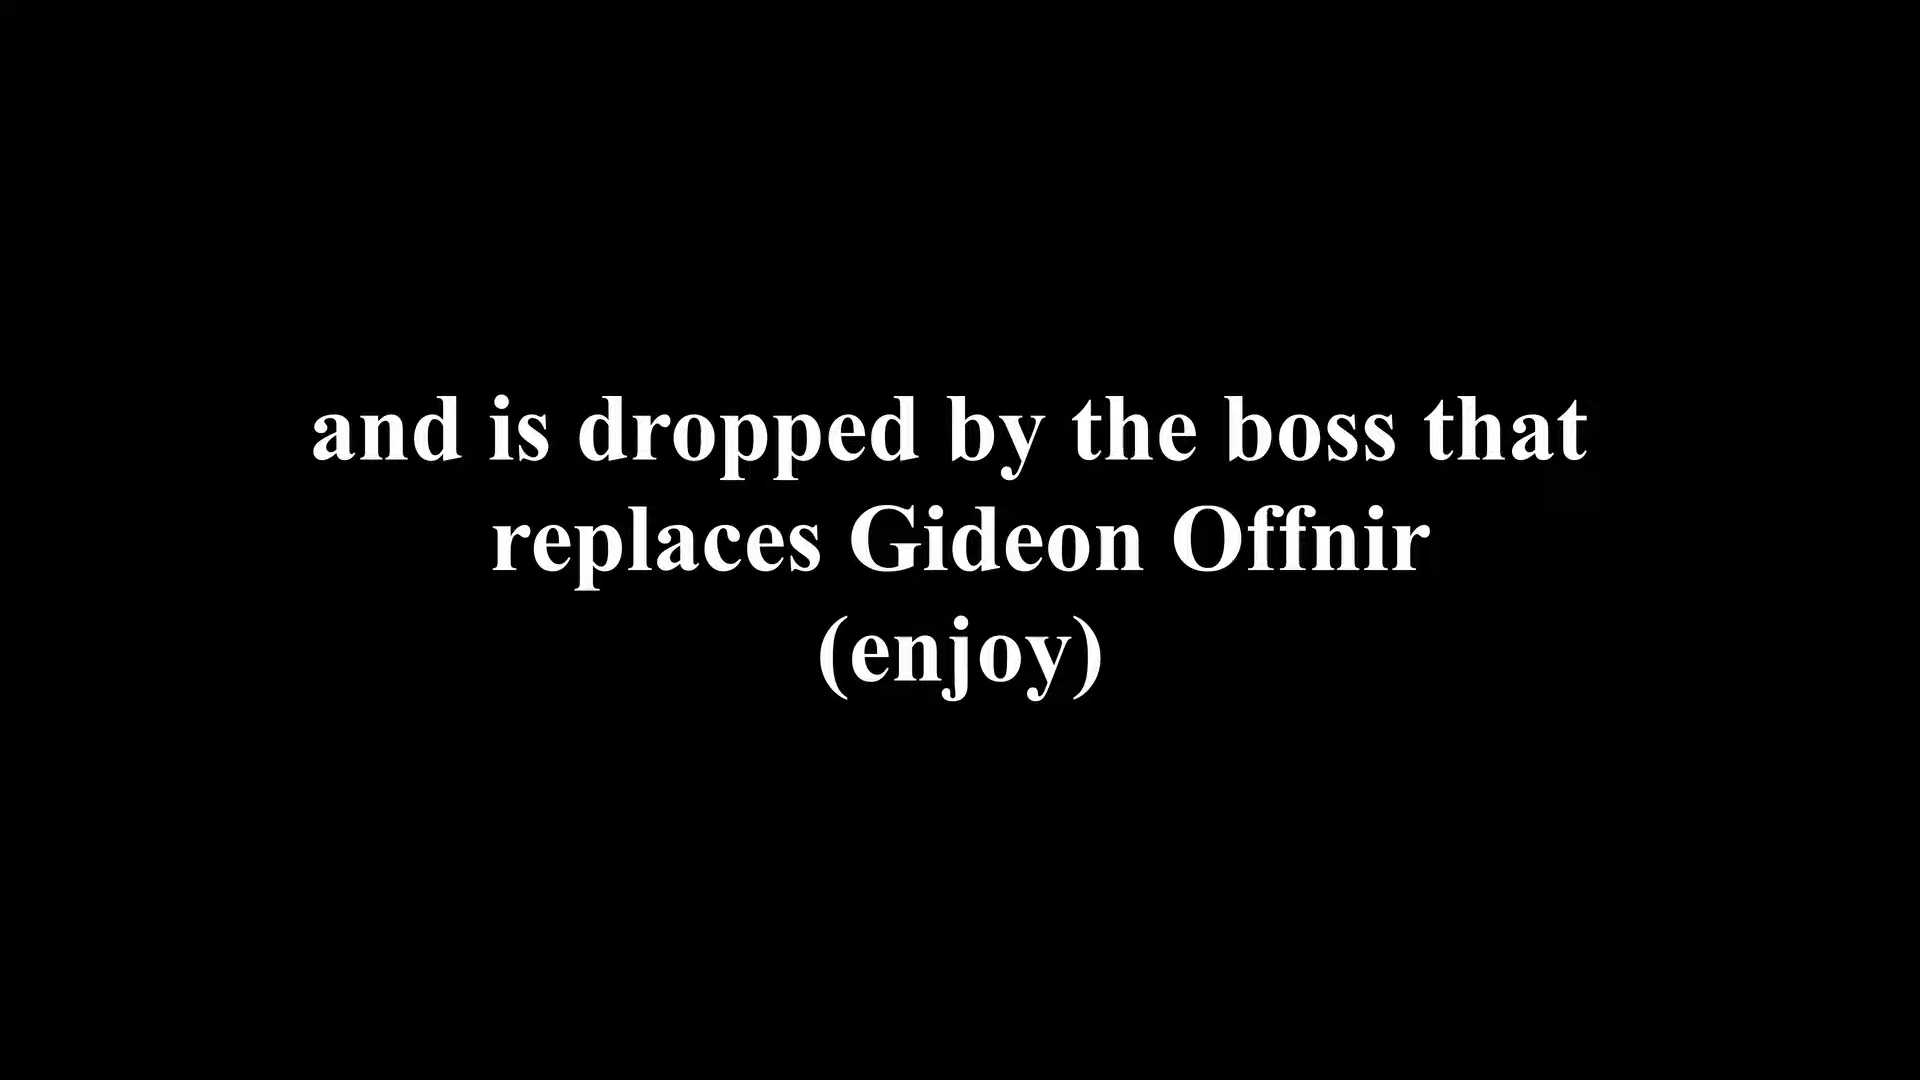 and is dropped by the boss that
replaces Gideon Offnir
(enjoy)